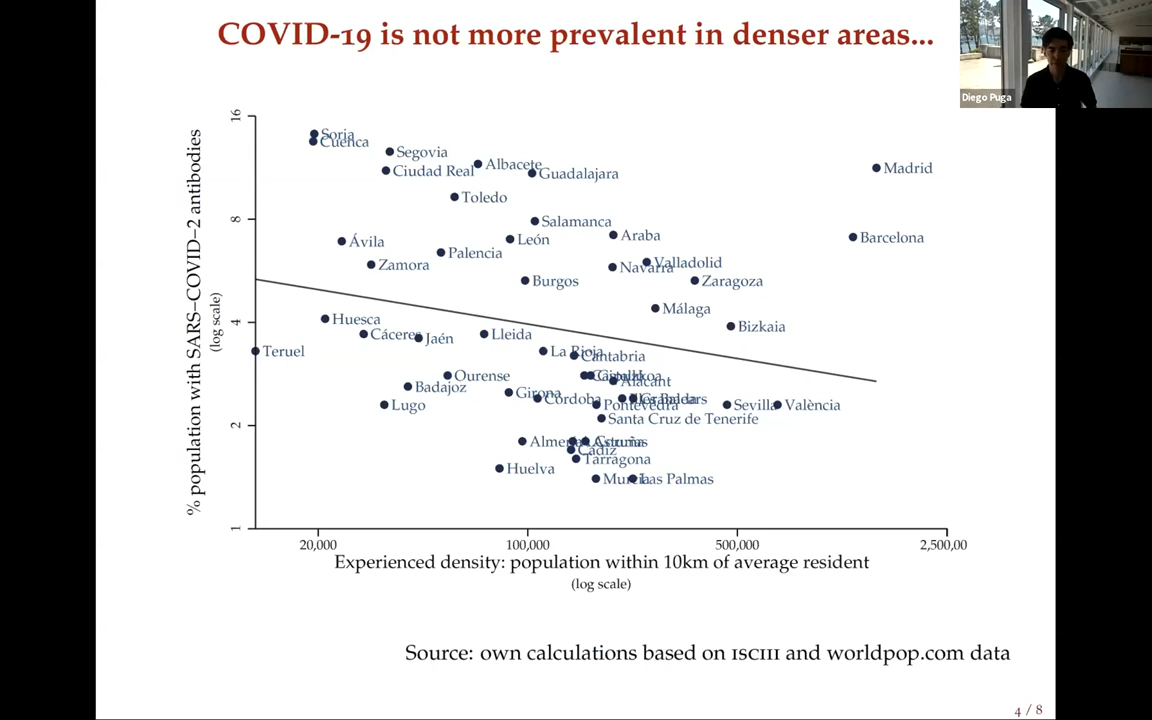 COVID-19 is not more prevalent in denser areas...
Diego Puga
% population with SARS–COVID–2 antibodies
(log scale)
16
8
4
2
1
Soria
Cuenca
Segovia
Albacete
Madrid
Ciudad Real
Guadalajara
Toledo
Salamanca
Araba
Barcelona
Ávila
León
Palencia
Valladolid
Zamora
Navarra
Burgos
Zaragoza
Málaga
Huesca
Bizkaia
Cáceres
Jaén
Lleida
Teruel
La Rioja
Cantabria
Ourense
Gipuzkoa
Alacant
Badajoz
Girona
Córdoba
Lugo
Pontevedra
Sevilla
València
Santa Cruz de Tenerife
Almería
Asturias
Cádiz
Tarragona
Huelva
Murcia
Las Palmas
20,000
100,000
500,000
2,500,00
Experienced density: population within 10km of average resident
(log scale)
Source: own calculations based on ISCIII and worldpop.com data
4 / 8